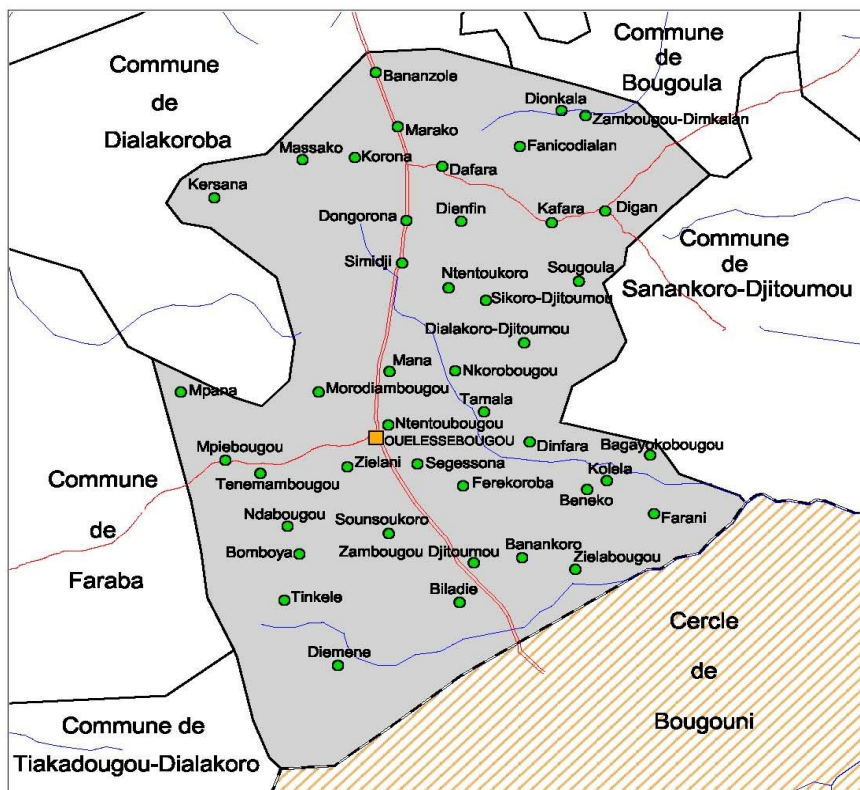 Commune
de
Dialakoroba
Commune
de
Bougoula
Bananzole
Dionkala
Zambougou-Dimkalan
Marako
Fanicodialan
Massako
Korona
Dafara
Kersana
Dongorona
Dienfin
Kafara
Digan
Commune
de
Sanankoro-Djitoumou
Simidji
Ntentoukoro
Sougoula
Sikoro-Djitoumou
Dialakoro-Djitoumou
Mana
Nkorobougou
Mpana
Morodiambougou
Tamala
Ntentoubougou
OUELESSEBOUGOU
Dinfara
Bagayokobougou
Mpiebougou
Zielani
Segessona
Kolela
Tenemambougou
Ferekoroba
Beneko
Commune
de
Faraba
Ndabougou
Sounsoukoro
Farani
Bomboya
Zambougou Djitoumou
Banankoro
Zielabougou
Tinkele
Biladie
Diemene
Cercle
de
Bougouni
Commune de
Tiakadougou-Dialakoro